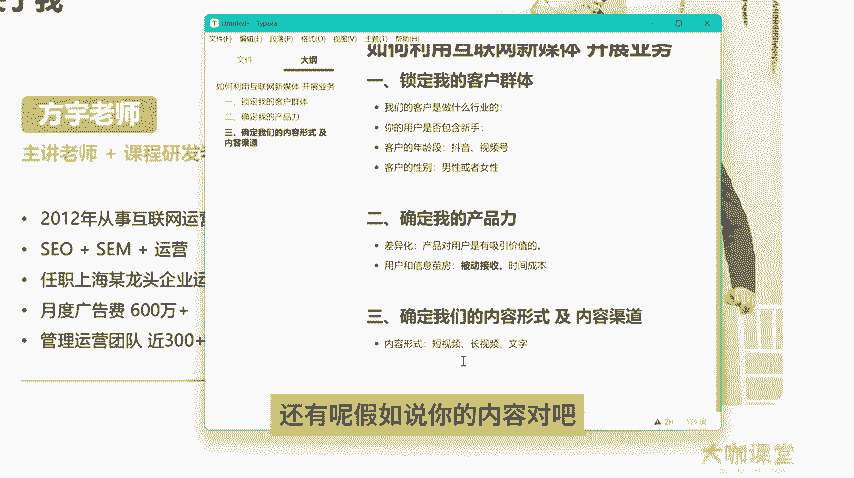 于我
方宇老师
主讲老师 + 课程研发
2012年从事互联网运营
SEO + SEM + 运营
任职上海某龙头企业运
月度广告费 600万+
管理运营团队 近300+
Untitled - Typora
文件(F) 编辑(E) 段落(P) 格式(O) 视图(V) 主题(T) 帮助(H)
文件 大纲
如何利用互联网新媒体 开展业务
一、锁定我的客户群体
二、确定我的产品力
三、确定我们的内容形式 及
内容渠道
如何利用互联网新媒体 开展业务
一、锁定我的客户群体
我们的客户是做什么行业的;
你的用户是否包含新手;
客户的年龄段：抖音、视频号
客户的性别：男性或者女性
二、确定我的产品力
差异化：产品对用户是有吸引价值的。
用户和信息茧房：被动接收。时间成本
三、确定我们的内容形式 及 内容渠道
内容形式：短视频、长视频、文字
还有呢假如说你的内容对吧
大咖课堂